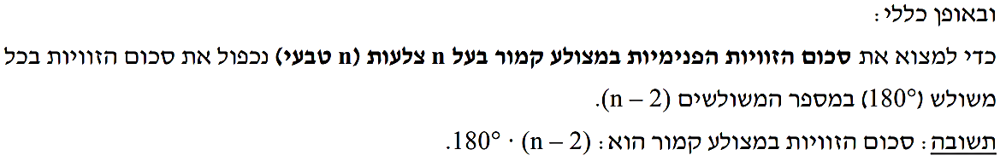 ובאופן כללי:
כדי למצוא את סכום הזוויות הפנימיות במצולע קמור בעל n צלעות (n טבעי) נכפול את סכום הזוויות בכל
משולש (180°) במספר המשולשים (n – 2).
תשובה: סכום הזוויות במצולע קמור הוא: 180° · (n – 2).